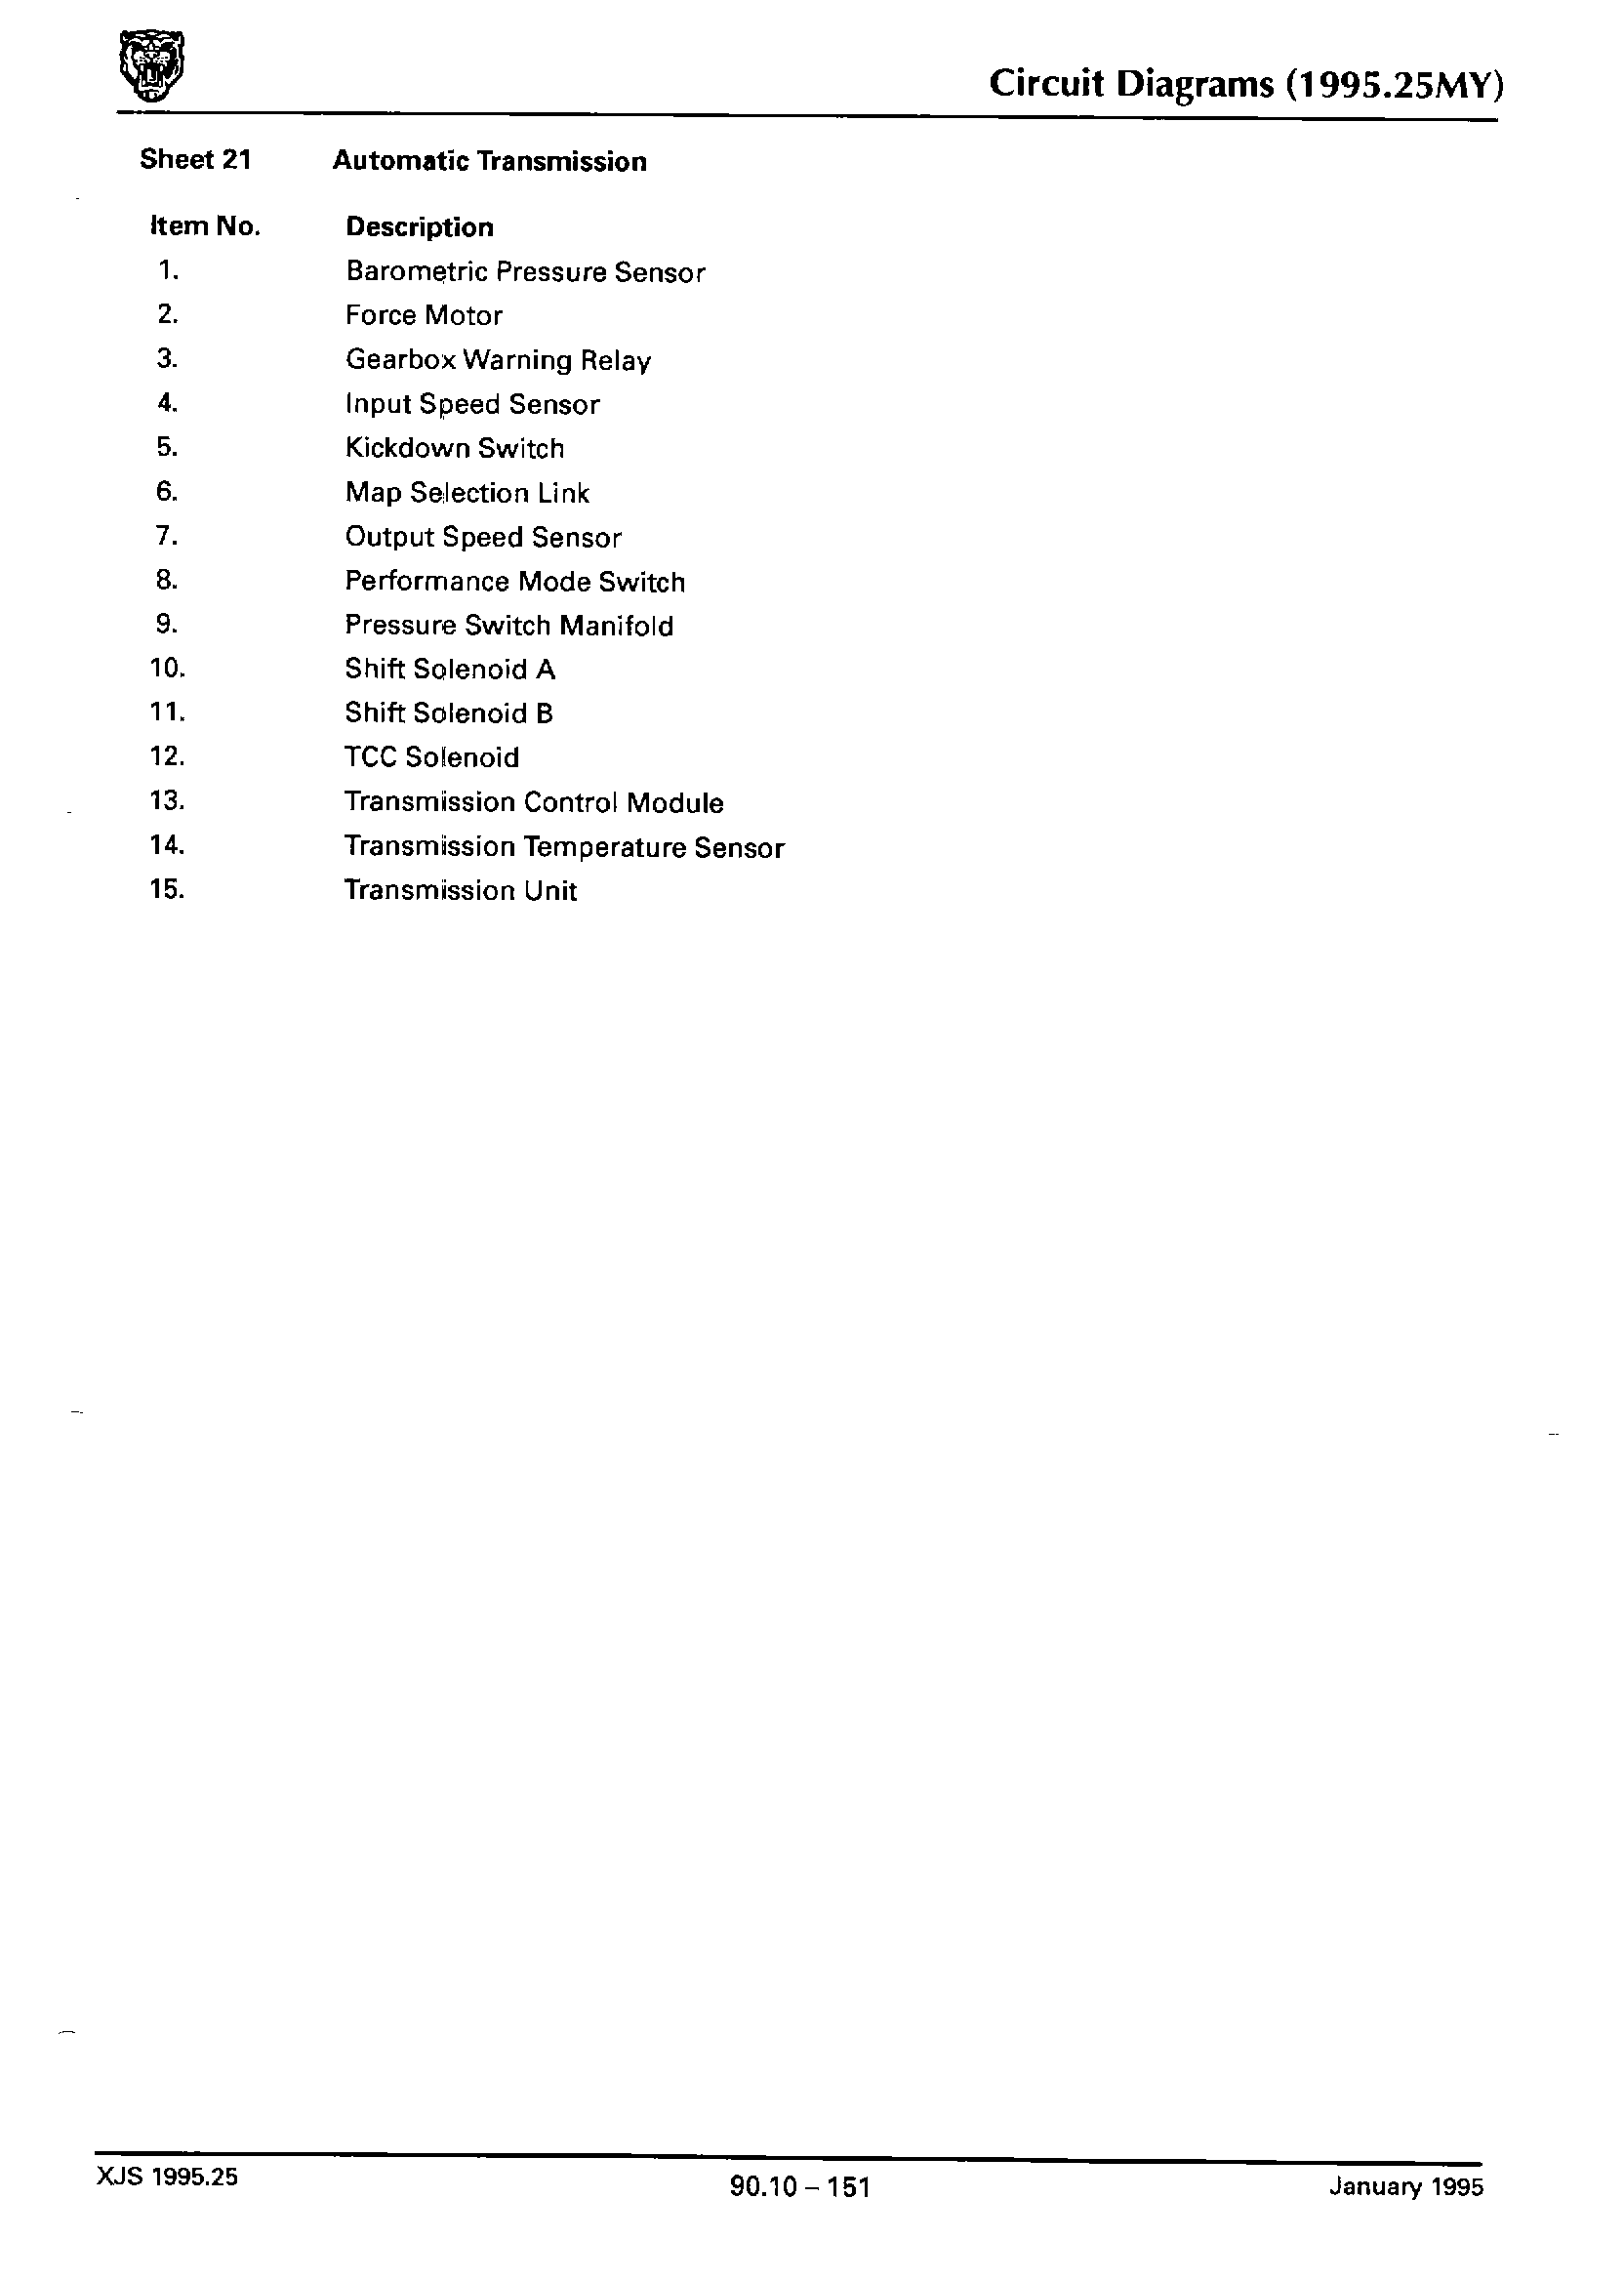 Circuit Diagrams (1995.25MY)
Sheet 21 Automatic Transmission
Item No. Description
1. Barometric Pressure Sensor
2. Force Motor
3. Gearbox Warning Relay
4. Input Speed Sensor
5. Kickdown Switch
6. Map Selection Link
7. Output Speed Sensor
8. Performance Mode Switch
9. Pressure Switch Manifold
10. Shift Solenoid A
11. Shift Solenoid B
12. TCC Solenoid
13. Transmission Control Module
14. Transmission Temperature Sensor
15. Transmission Unit
XJS 1995.25 90.10 – 151 January 1995